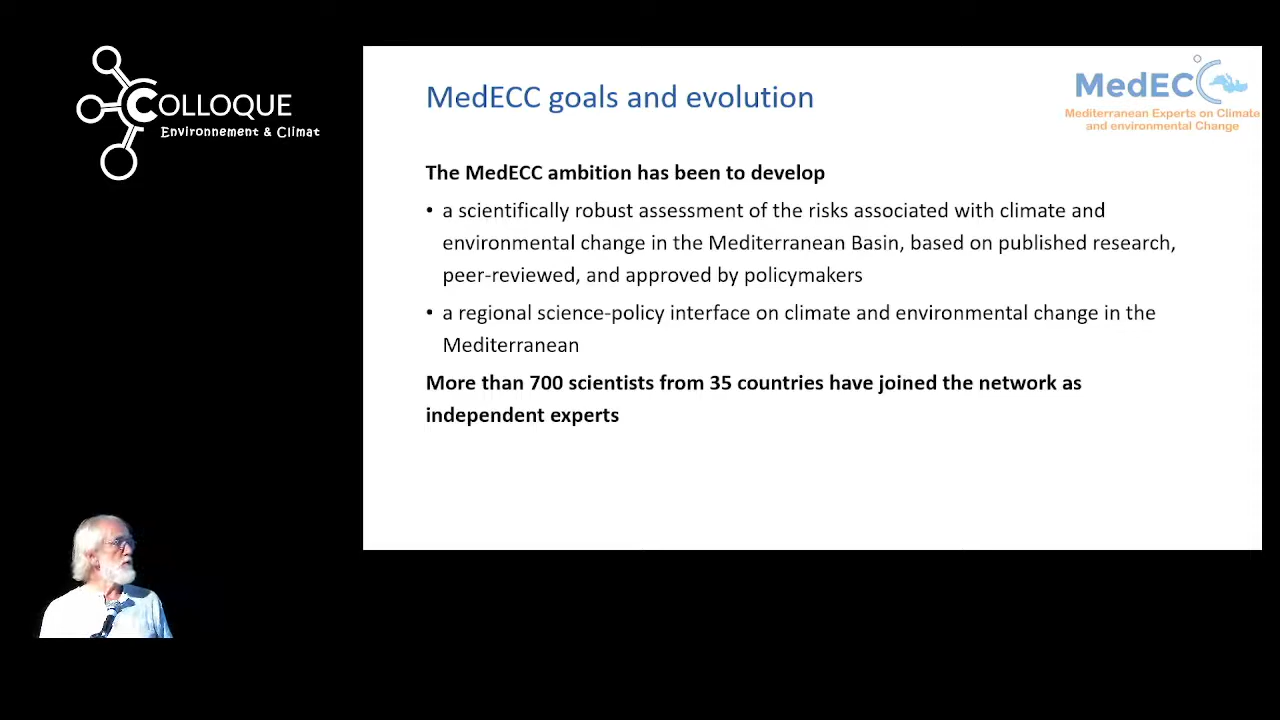 COLLOQUE
Environnement & Climat
MedECC goals and evolution
MedECC
Mediterranean Experts on Climate
and environmental Change
The MedECC ambition has been to develop
• a scientifically robust assessment of the risks associated with climate and
environmental change in the Mediterranean Basin, based on published research,
peer-reviewed, and approved by policymakers
• a regional science-policy interface on climate and environmental change in the
Mediterranean
More than 700 scientists from 35 countries have joined the network as
independent experts